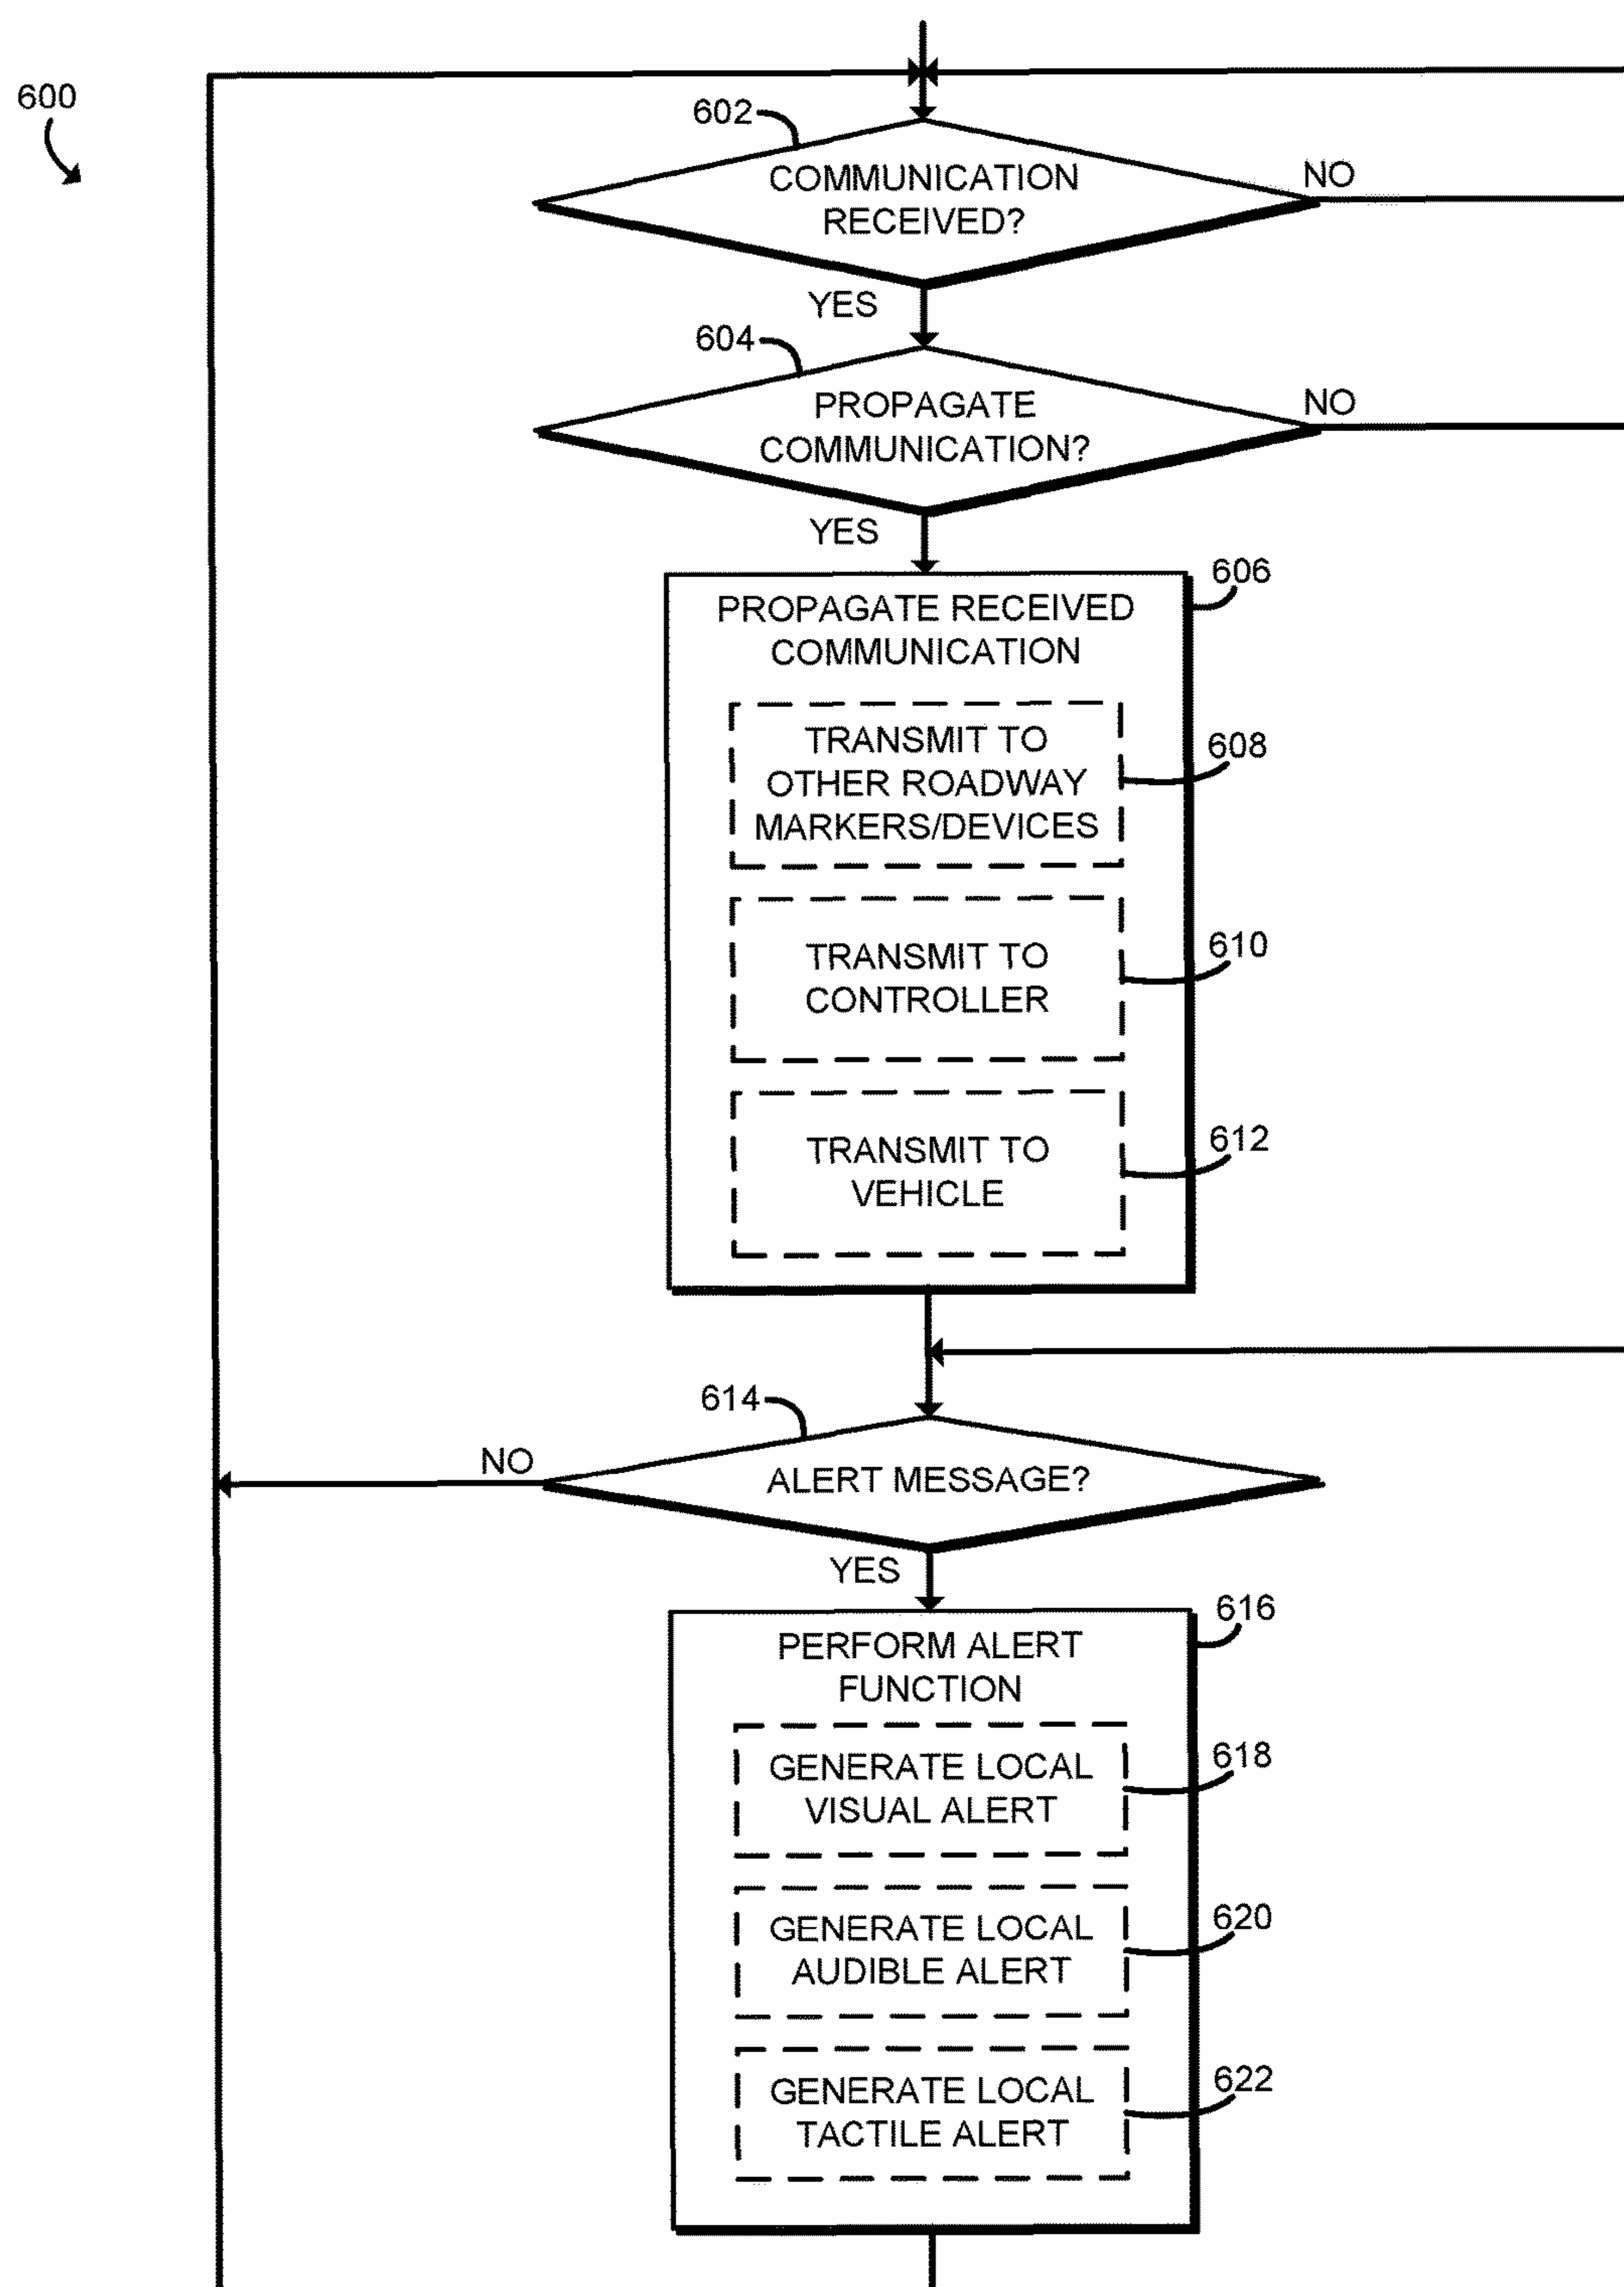 600
602
COMMUNICATION
RECEIVED?
NO
YES
604
PROPAGATE
COMMUNICATION?
NO
YES
606
PROPAGATE RECEIVED
COMMUNICATION
TRANSMIT TO
OTHER ROADWAY
MARKERS/DEVICES
608
TRANSMIT TO
CONTROLLER
610
TRANSMIT TO
VEHICLE
612
614
NO
ALERT MESSAGE?
YES
616
PERFORM ALERT
FUNCTION
GENERATE LOCAL
VISUAL ALERT
618
GENERATE LOCAL
AUDIBLE ALERT
620
GENERATE LOCAL
TACTILE ALERT
622